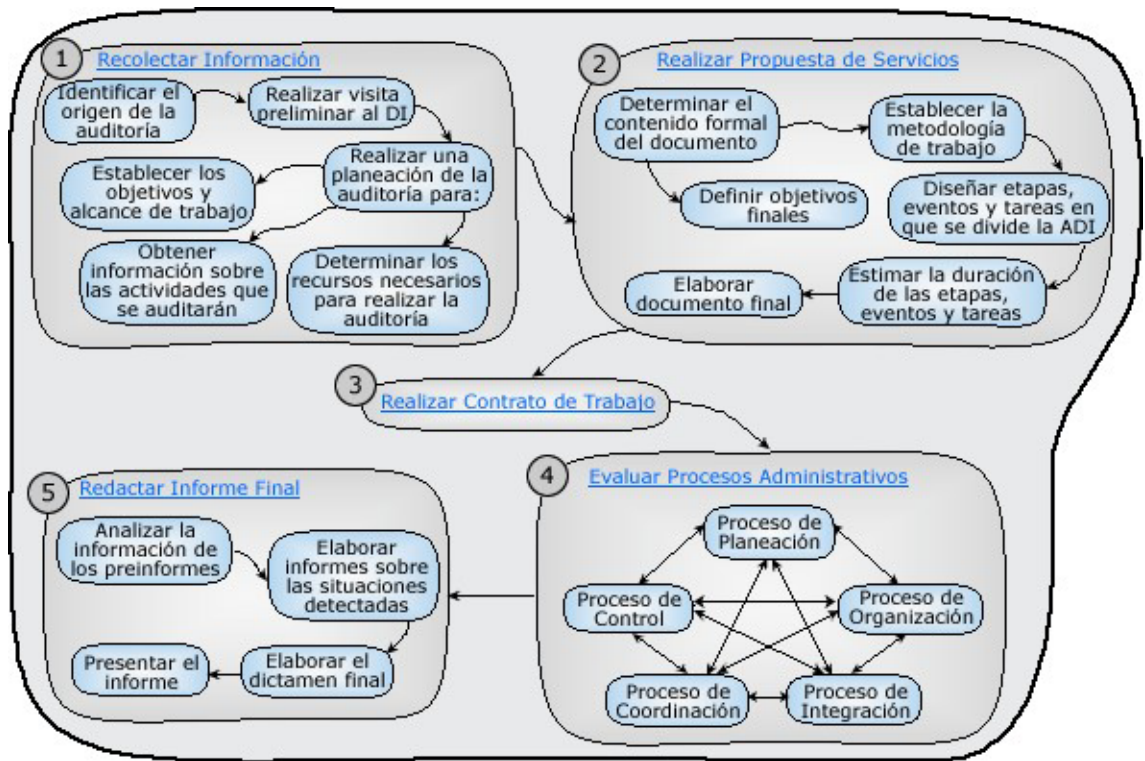 1
Recolectar Información
Identificar el
origen de la
auditoría
Realizar visita
preliminar al DI
Realizar una
planeación de la
auditoría para:
Establecer los
objetivos y
alcance de trabajo
Obtener
información sobre
las actividades que
se auditarán
Determinar los
recursos necesarios
para realizar la
auditoría
2
Realizar Propuesta de Servicios
Determinar el
contenido formal
del documento
Establecer la
metodología
de trabajo
Definir objetivos
finales
Diseñar etapas,
eventos y tareas en
que se divide la ADI
Estimar la duración
de las etapas,
eventos y tareas
Elaborar
documento final
3
Realizar Contrato de Trabajo
4
Evaluar Procesos Administrativos
Proceso de
Planeación
Proceso de
Control
Proceso de
Organización
Proceso de
Coordinación
Proceso de
Integración
5
Redactar Informe Final
Analizar la
información de
los preinformes
Elaborar
informes sobre
las situaciones
detectadas
Elaborar el
dictamen final
Presentar el
informe